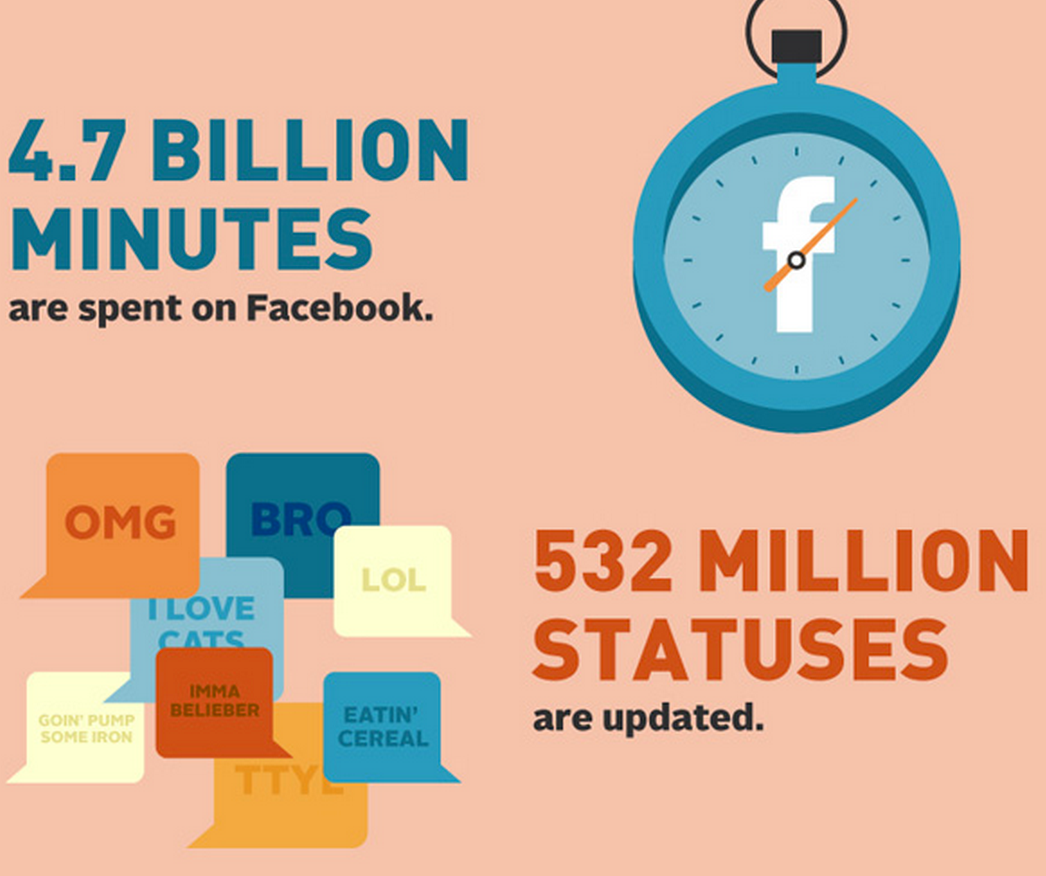 4.7 BILLION
MINUTES
are spent on Facebook.
f
OMG
BRO
LOL
I LOVE
CATS
IMMA
BELIEBER
GOIN' PUMP
SOME IRON
EATIN'
CEREAL
TTYL
532 MILLION
STATUSES
are updated.